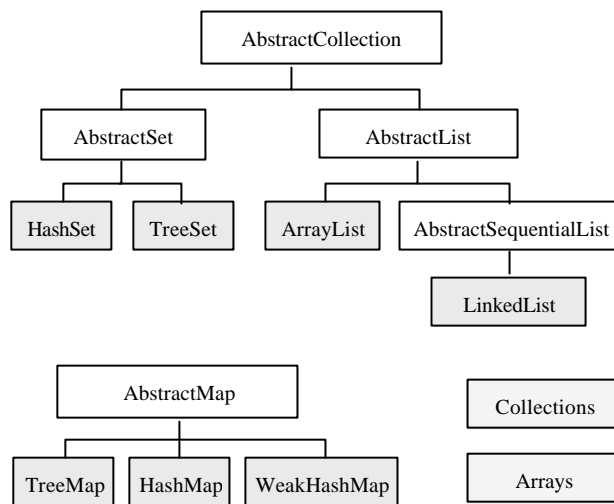 AbstractCollection
AbstractSet
AbstractList
HashSet
TreeSet
ArrayList
AbstractSequentialList
LinkedList
AbstractMap
Collections
TreeMap
HashMap
WeakHashMap
Arrays